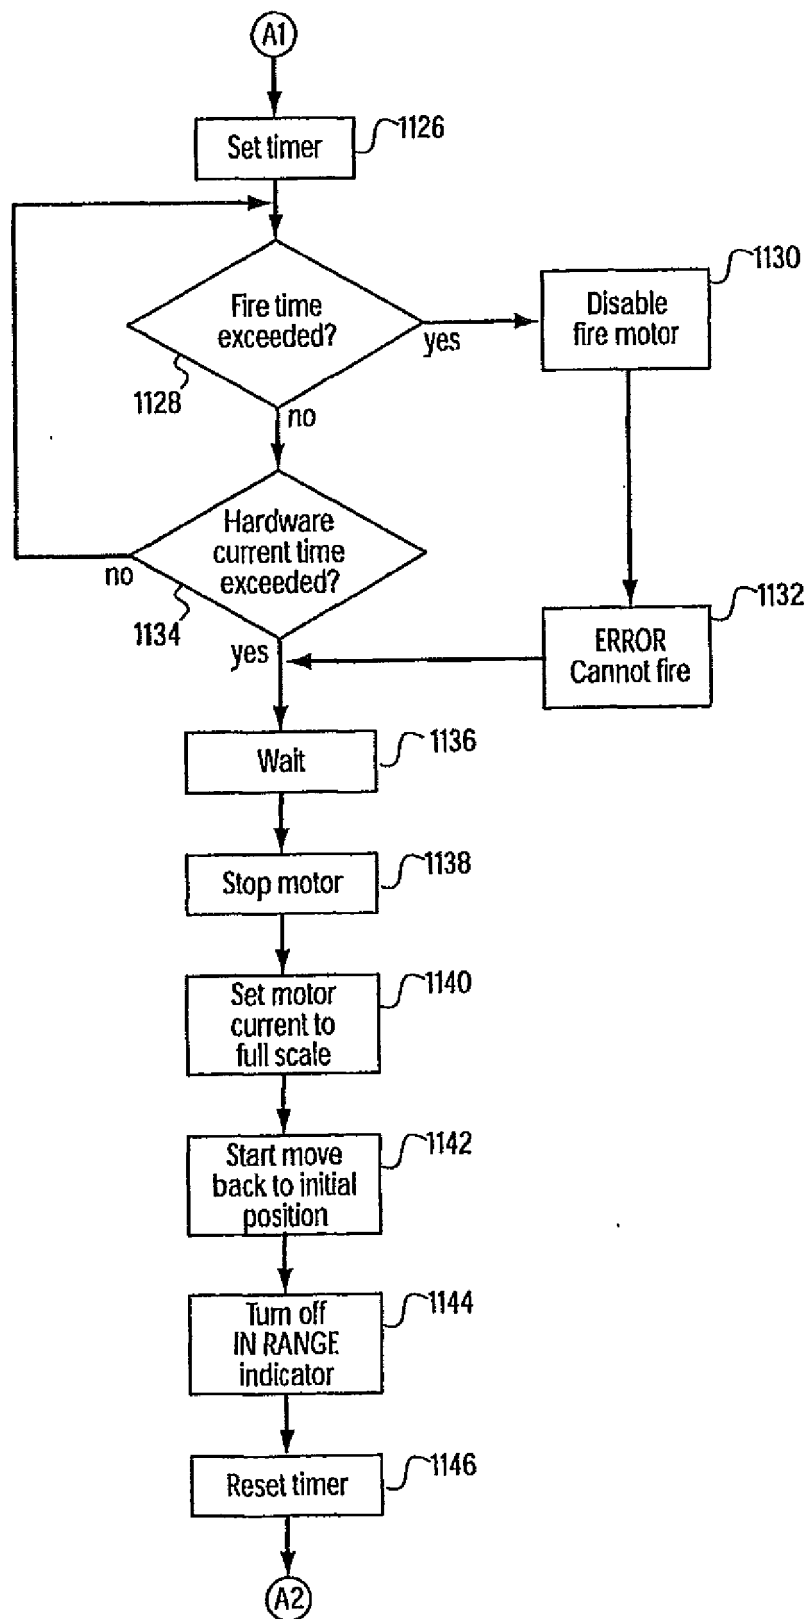 A1
Set timer
1126
Fire time
exceeded?
1128
yes
no
Disable
fire motor
1130
Hardware
current time
exceeded?
1134
no
yes
ERROR
Cannot fire
1132
Wait
1136
Stop motor
1138
Set motor
current to
full scale
1140
Start move
back to initial
position
1142
Turn off
IN RANGE
indicator
1144
Reset timer
1146
A2